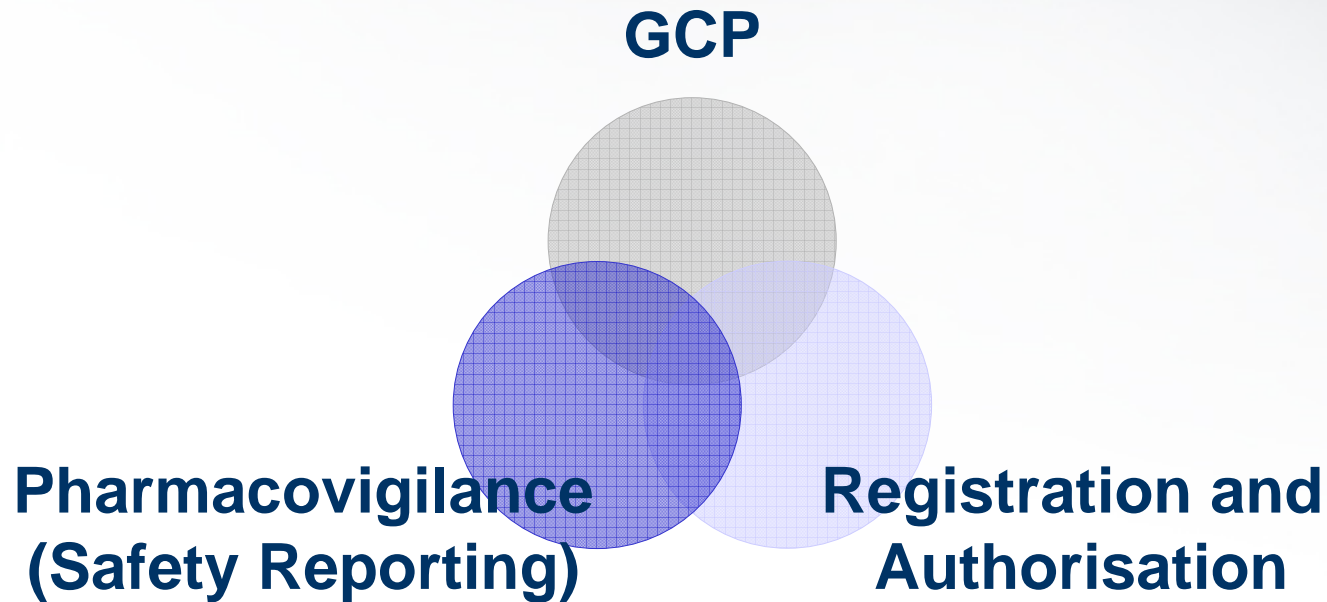 GCP
Pharmacovigilance
(Safety Reporting)
Registration and
Authorisation